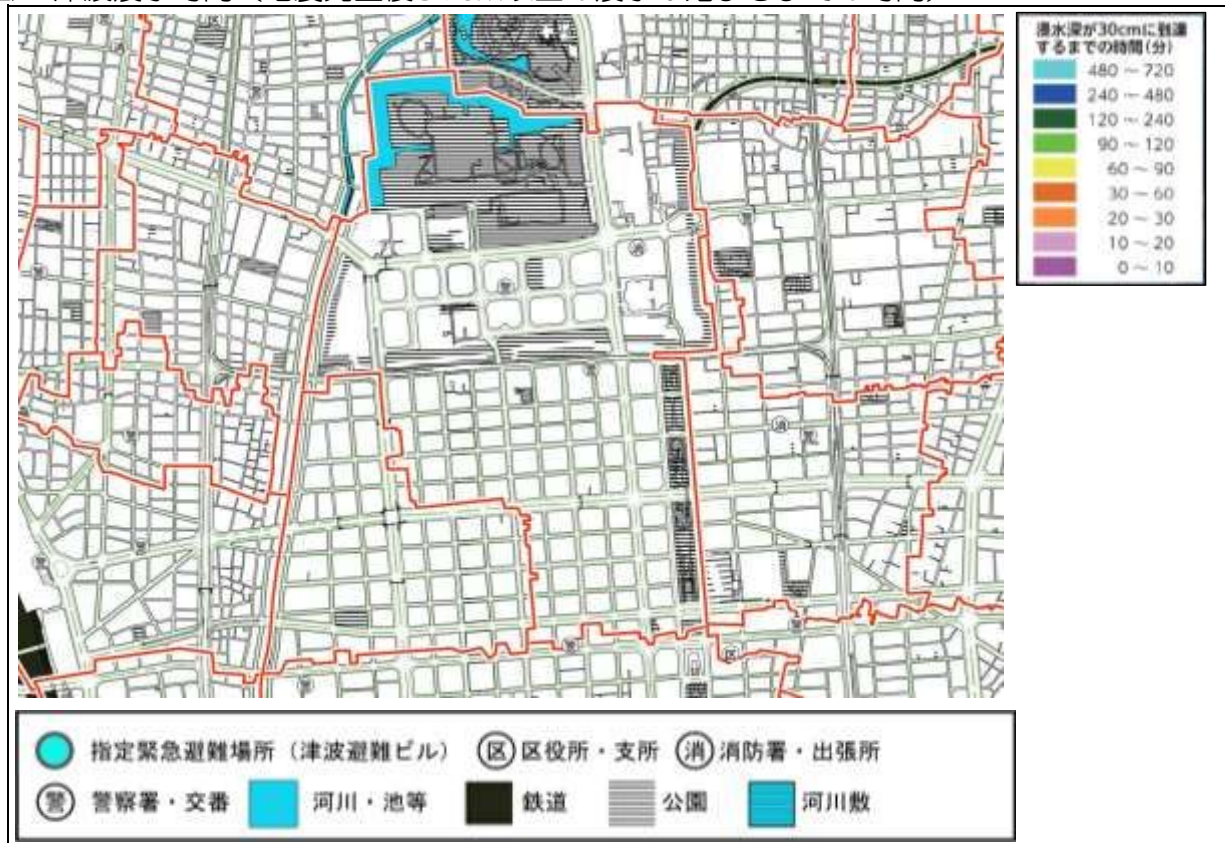 浸水深が30cmに到達
するまでの時間(分)
480～720
240～480
120～240
90～120
60～90
30～60
20～30
10～20
0～10
消
警
消
区
指定緊急避難場所（津波避難ビル） 区 区役所・支所 消 消防署・出張所
警 警察署・交番 河川・池等 鉄道 公園 河川敷